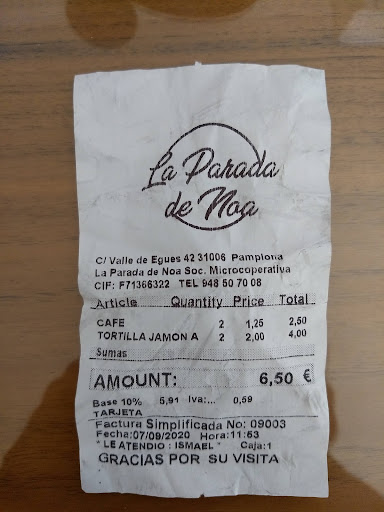 La Parada
de Noa
C/ Valle de Egues 42 31006 Pamplona
La Parada de Noa Soc. Microcoperativa
CIF: F71366322 TEL 948 50 70 08
Article Quantity Price Total
CAFE 2 1,25 2,50
TORTILLA JAMON A 2 2,00 4,00
Sumas
AMOUNT: 6,50 €
Base 10% 5,91 Iva:... 0,59
TARJETA
Factura Simplificada No: 09003
Fecha:07/09/2020 Hora:11:53
* LE ATENDIO : ISMAEL * Caja:1
GRACIAS POR SU VISITA